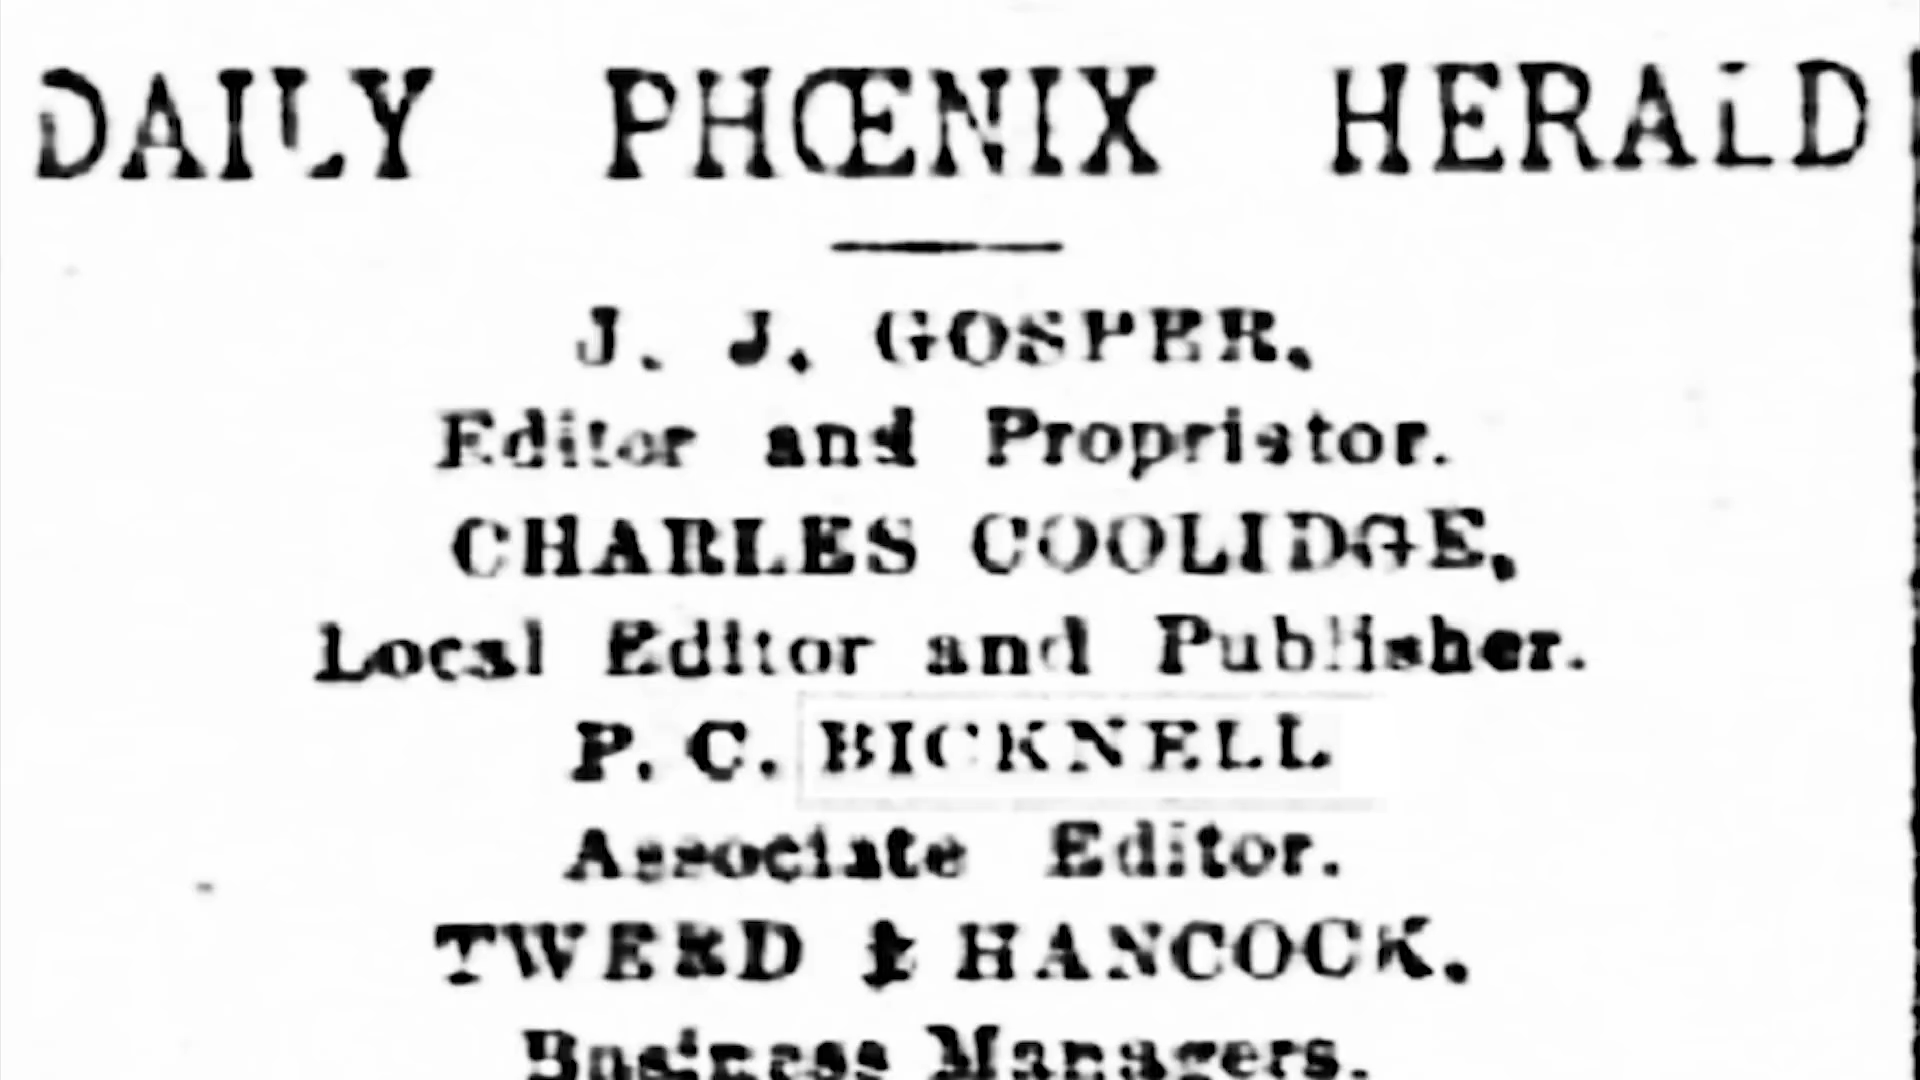 DAILY PHŒNIX HERALD
J. J. GOSPER,
Editor and Proprietor.
CHARLES COOLIDGE,
Local Editor and Publisher.
P. C. BICKNELL
Associate Editor.
TWEED & HANCOCK,
Business Managers.